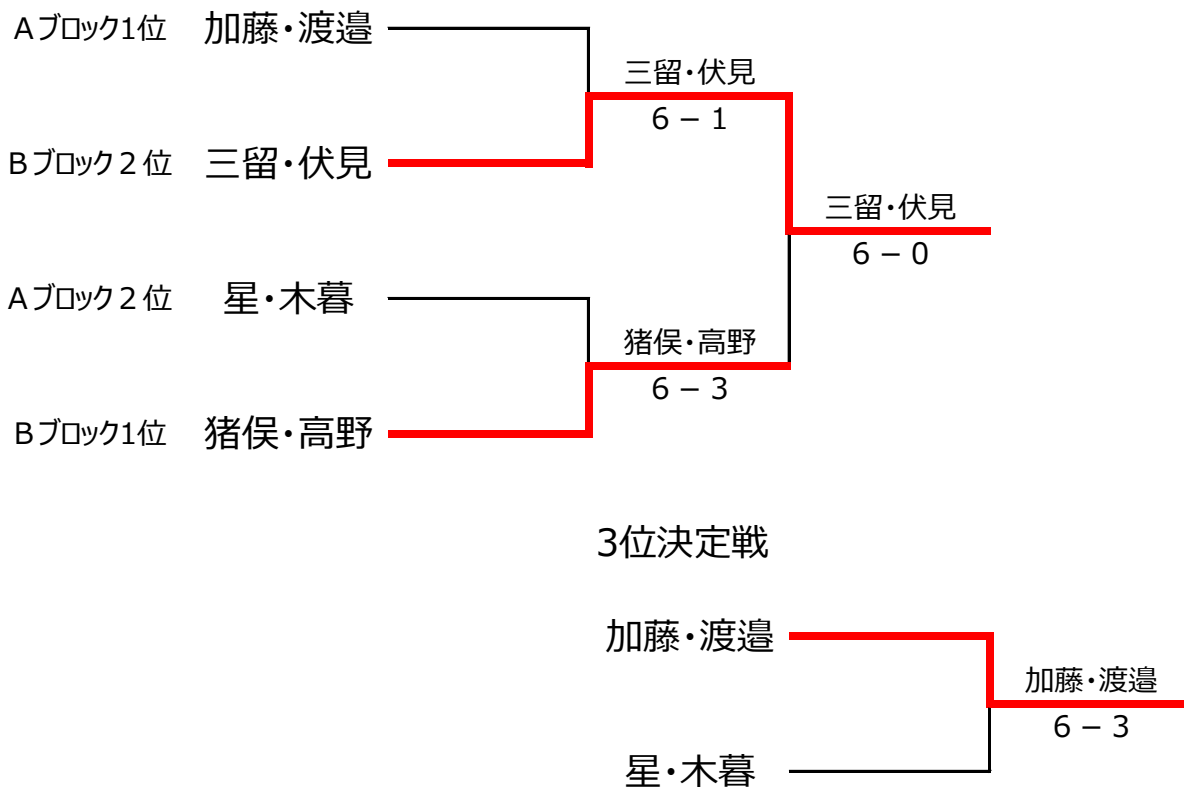 Aブロック1位 加藤・渡邉
三留・伏見
6 − 1
Bブロック２位 三留・伏見
三留・伏見
6 − 0
Aブロック２位 星・木暮
猪俣・高野
6 − 3
Bブロック1位 猪俣・高野
3位決定戦
加藤・渡邉
加藤・渡邉
6 − 3
星・木暮